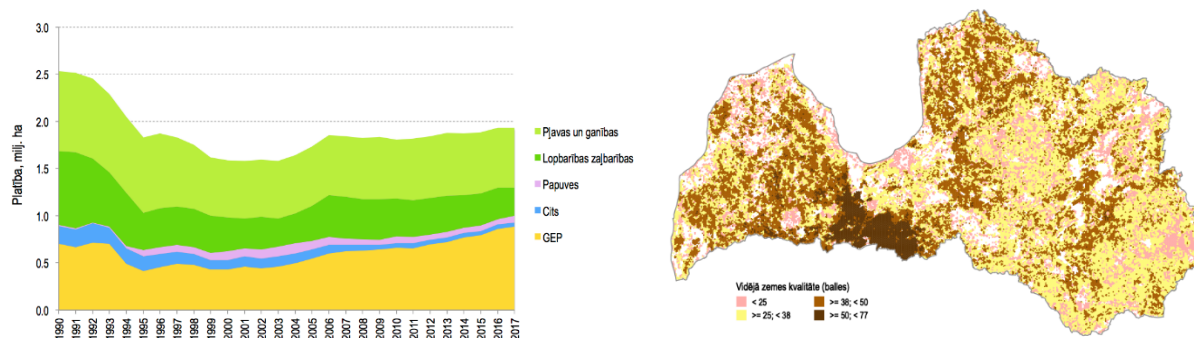 Platība, milj. ha
3.0
2.5
2.0
1.5
1.0
0.5
0.0
Pļavas un ganības
Lopbarības zaļbarības
Papuves
Cits
GEP
1990 1991 1992 1993 1994 1995 1996 1997 1998 1999 2000 2001 2002 2003 2004 2005 2006 2007 2008 2009 2010 2011 2012 2013 2014 2015 2016 2017
Vidējā zemes kvalitāte (balles)
< 25 >= 38; < 50
>= 25; < 38 >= 50; < 77